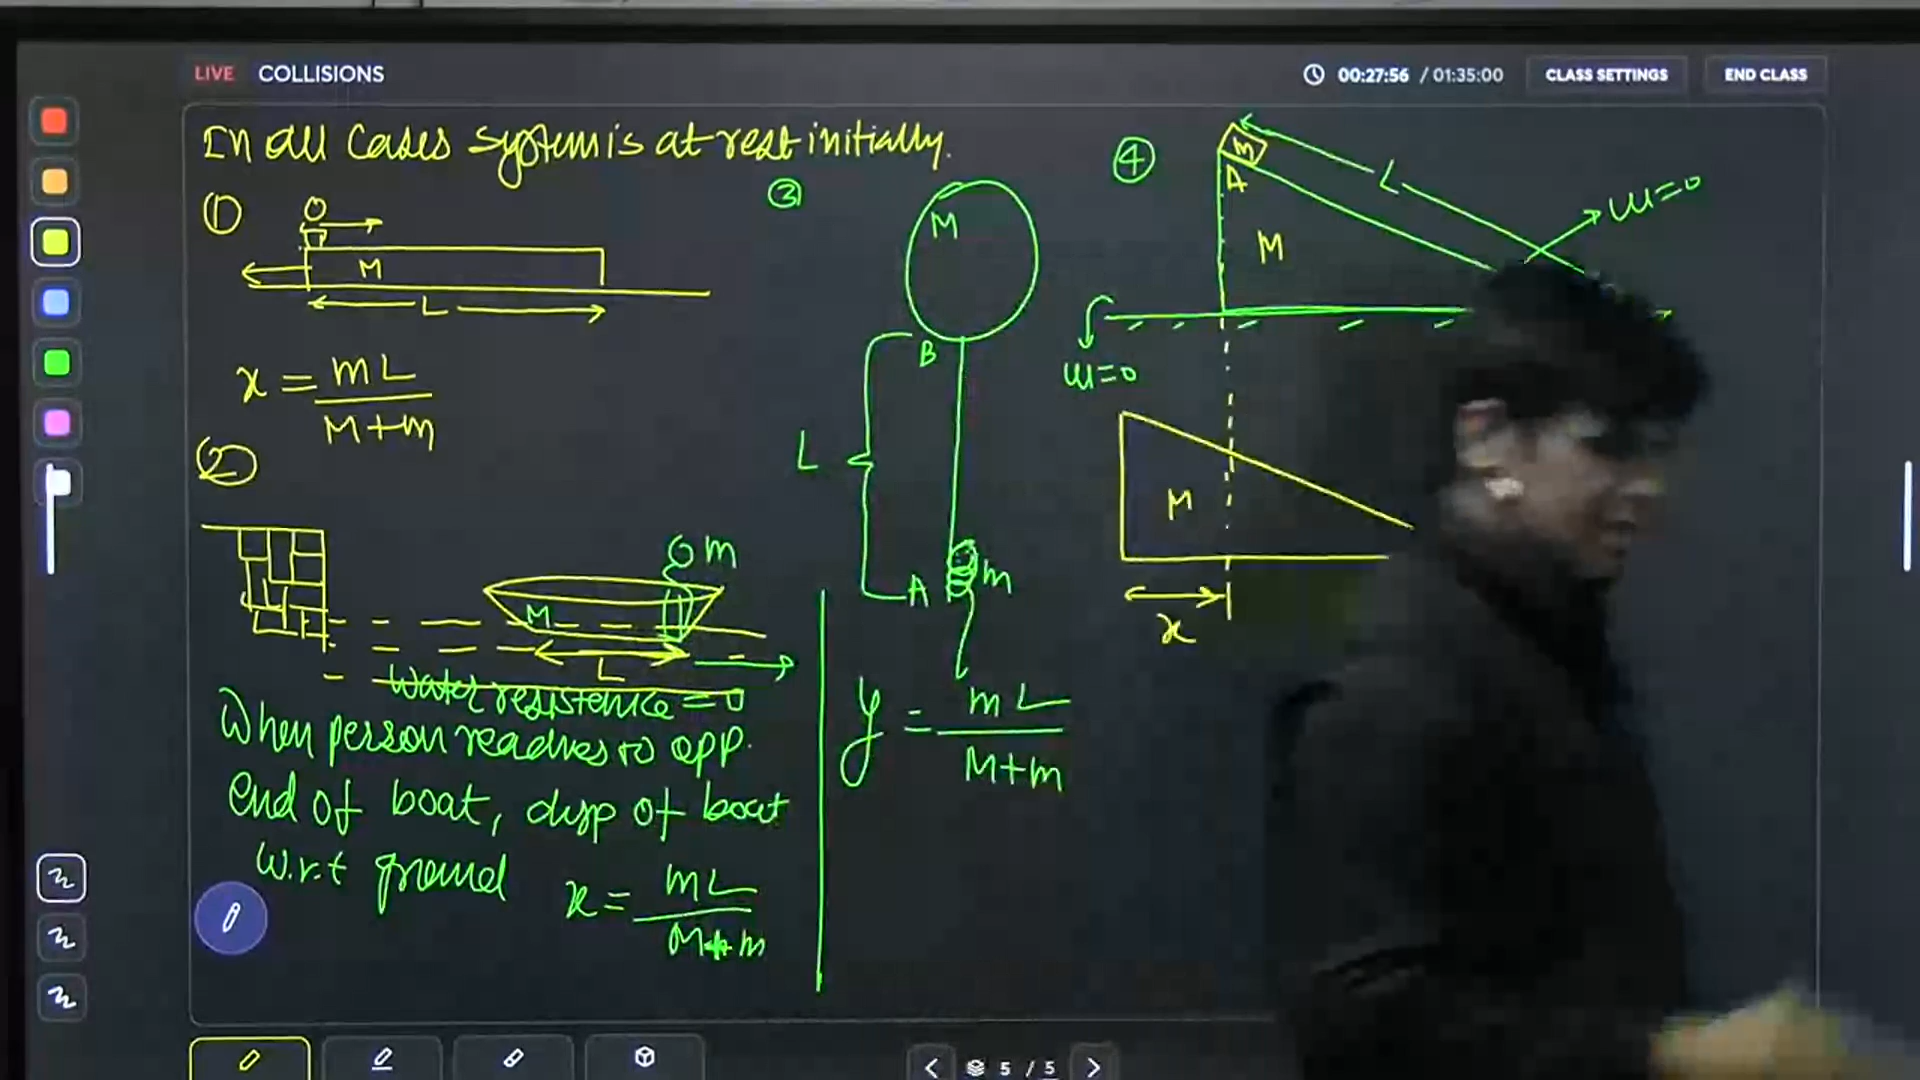 LIVE COLLISIONS
00:27:56 / 01:35:00 CLASS SETTINGS END CLASS
In all Cases system is at rest initially.
①
M
L
x = mL / M+m
②
m
M
L
Water resistence = 0
When person reaches to opp.
end of boat, disp of boat
w.r.t ground x = mL / M+m
③
M
B
L
A m
y = mL / M+m
④
m
A
L
M
μ=0
μ=0
M
x
5 / 5